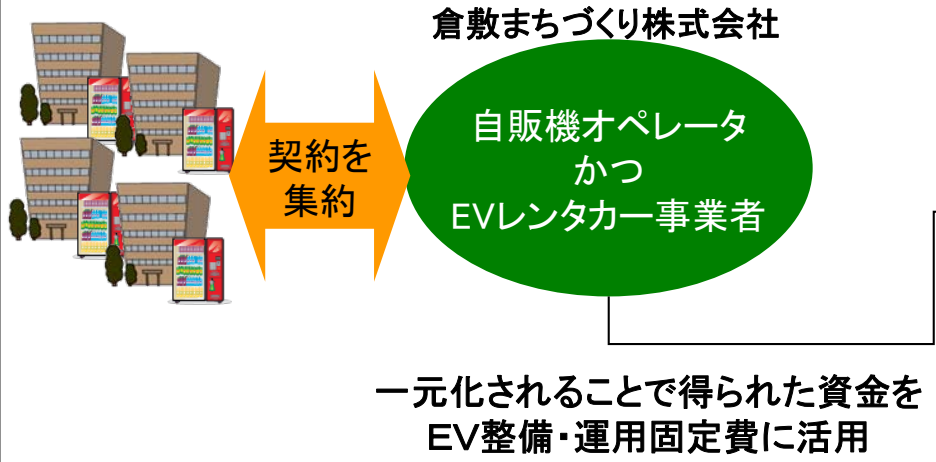 倉敷まちづくり株式会社
契約を
集約
自販機オペレータ
かつ
EVレンタカー事業者
一元化されることで得られた資金を
ＥＶ整備・運用固定費に活用